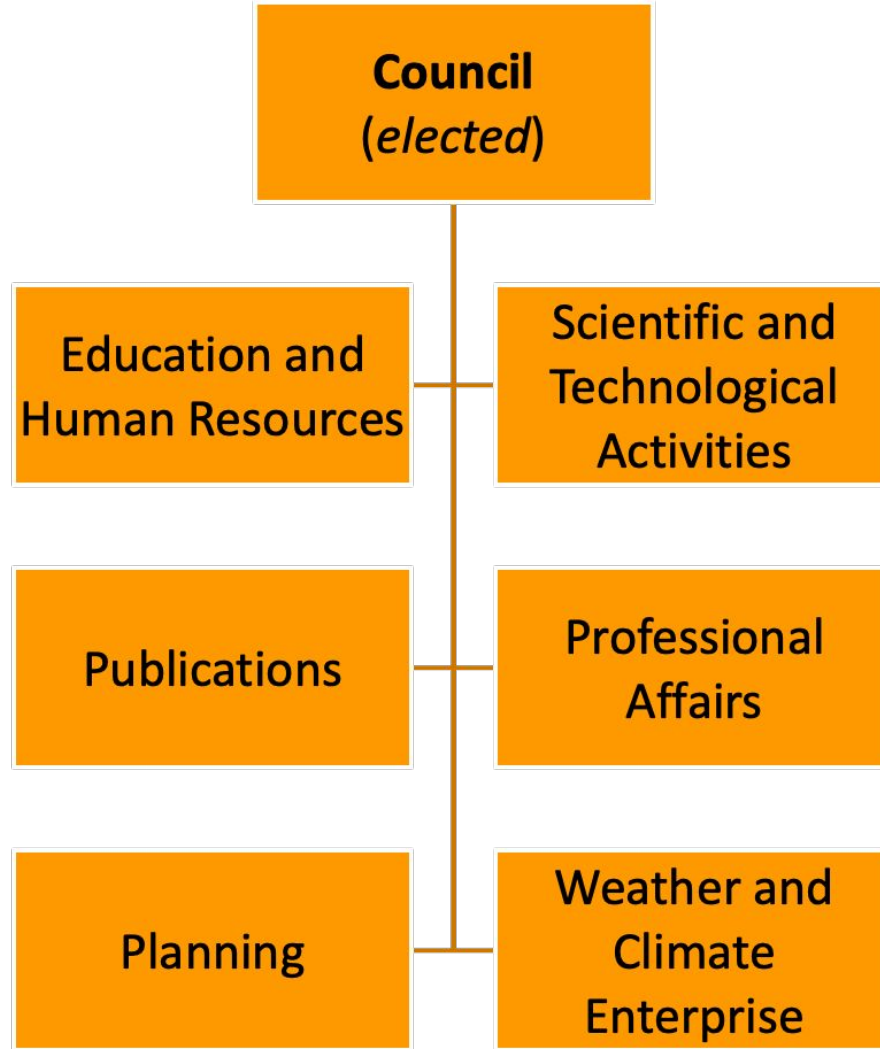 Council
(elected)
Education and
Human Resources
Scientific and
Technological
Activities
Publications
Professional
Affairs
Planning
Weather and
Climate
Enterprise